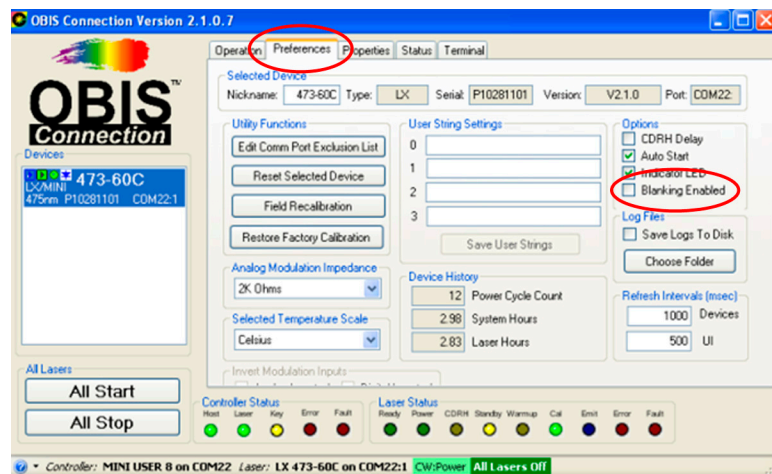 OBIS Connection Version 2.1.0.7
OBIS™
Connection
Devices
473-60C
LX/MINI
475nm P10281101 COM22:1
All Lasers
All Start
All Stop
Operation Preferences Properties Status Terminal
Selected Device
Nickname: 473-60C Type: LX Serial: P10281101 Version: V2.1.0 Port: COM22:
Utility Functions
Edit Comm Port Exclusion List
Reset Selected Device
Field Recalibration
Restore Factory Calibration
Analog Modulation Impedance
2K Ohms
Selected Temperature Scale
Celsius
Invert Modulation Inputs
User String Settings
0
1
2
3
Save User Strings
Device History
12 Power Cycle Count
2.98 System Hours
2.83 Laser Hours
Options
CDRH Delay
Auto Start
Indicator LED
Blanking Enabled
Log Files
Save Logs To Disk
Choose Folder
Refresh Intervals (msec)
1000 Devices
500 UI
Controller Status
Host Laser Key Error Fault
Laser Status
Ready Power CDRH Standby Warmup Cal Emit Error Fault
Controller: MINI USER 8 on COM22 Laser: LX 473-60C on COM22:1 CW:Power All Lasers Off